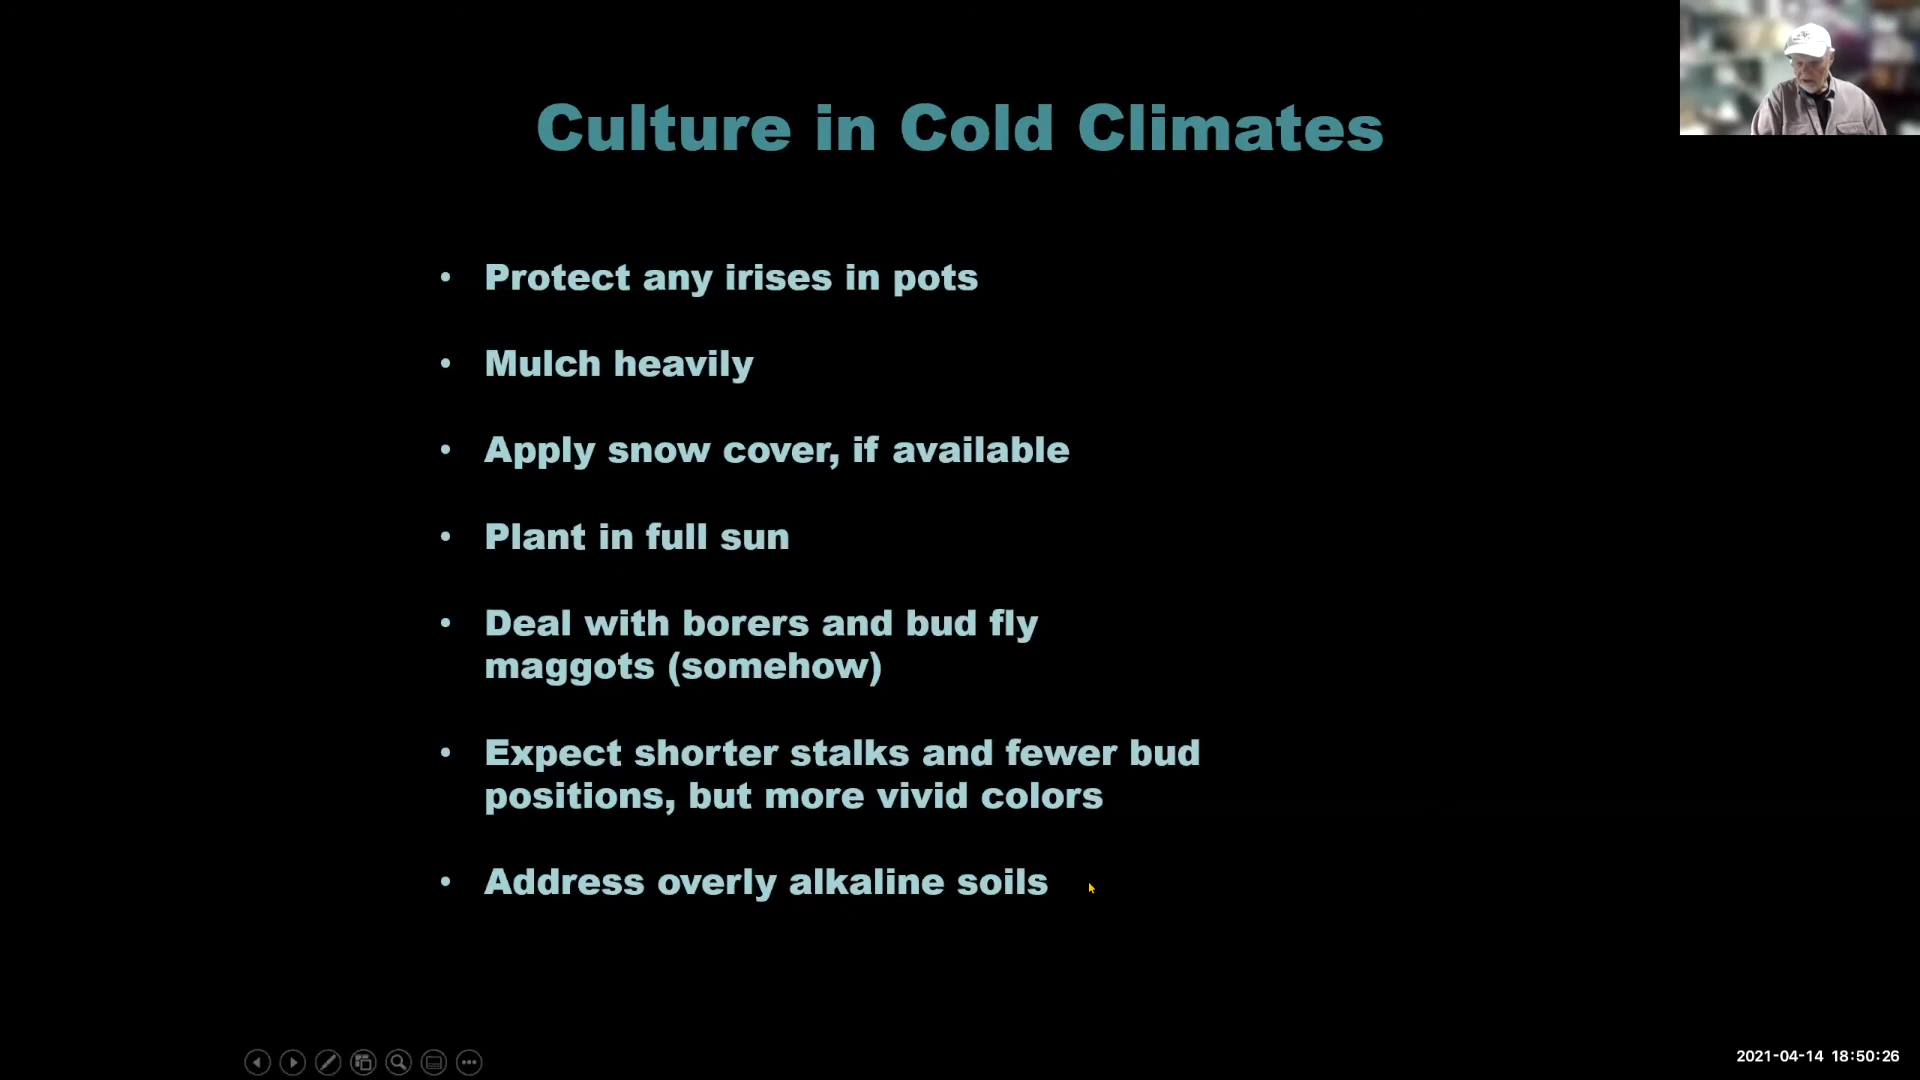 Culture in Cold Climates
• Protect any irises in pots
• Mulch heavily
• Apply snow cover, if available
• Plant in full sun
• Deal with borers and bud fly
maggots (somehow)
• Expect shorter stalks and fewer bud
positions, but more vivid colors
• Address overly alkaline soils
2021-04-14 18:50:26